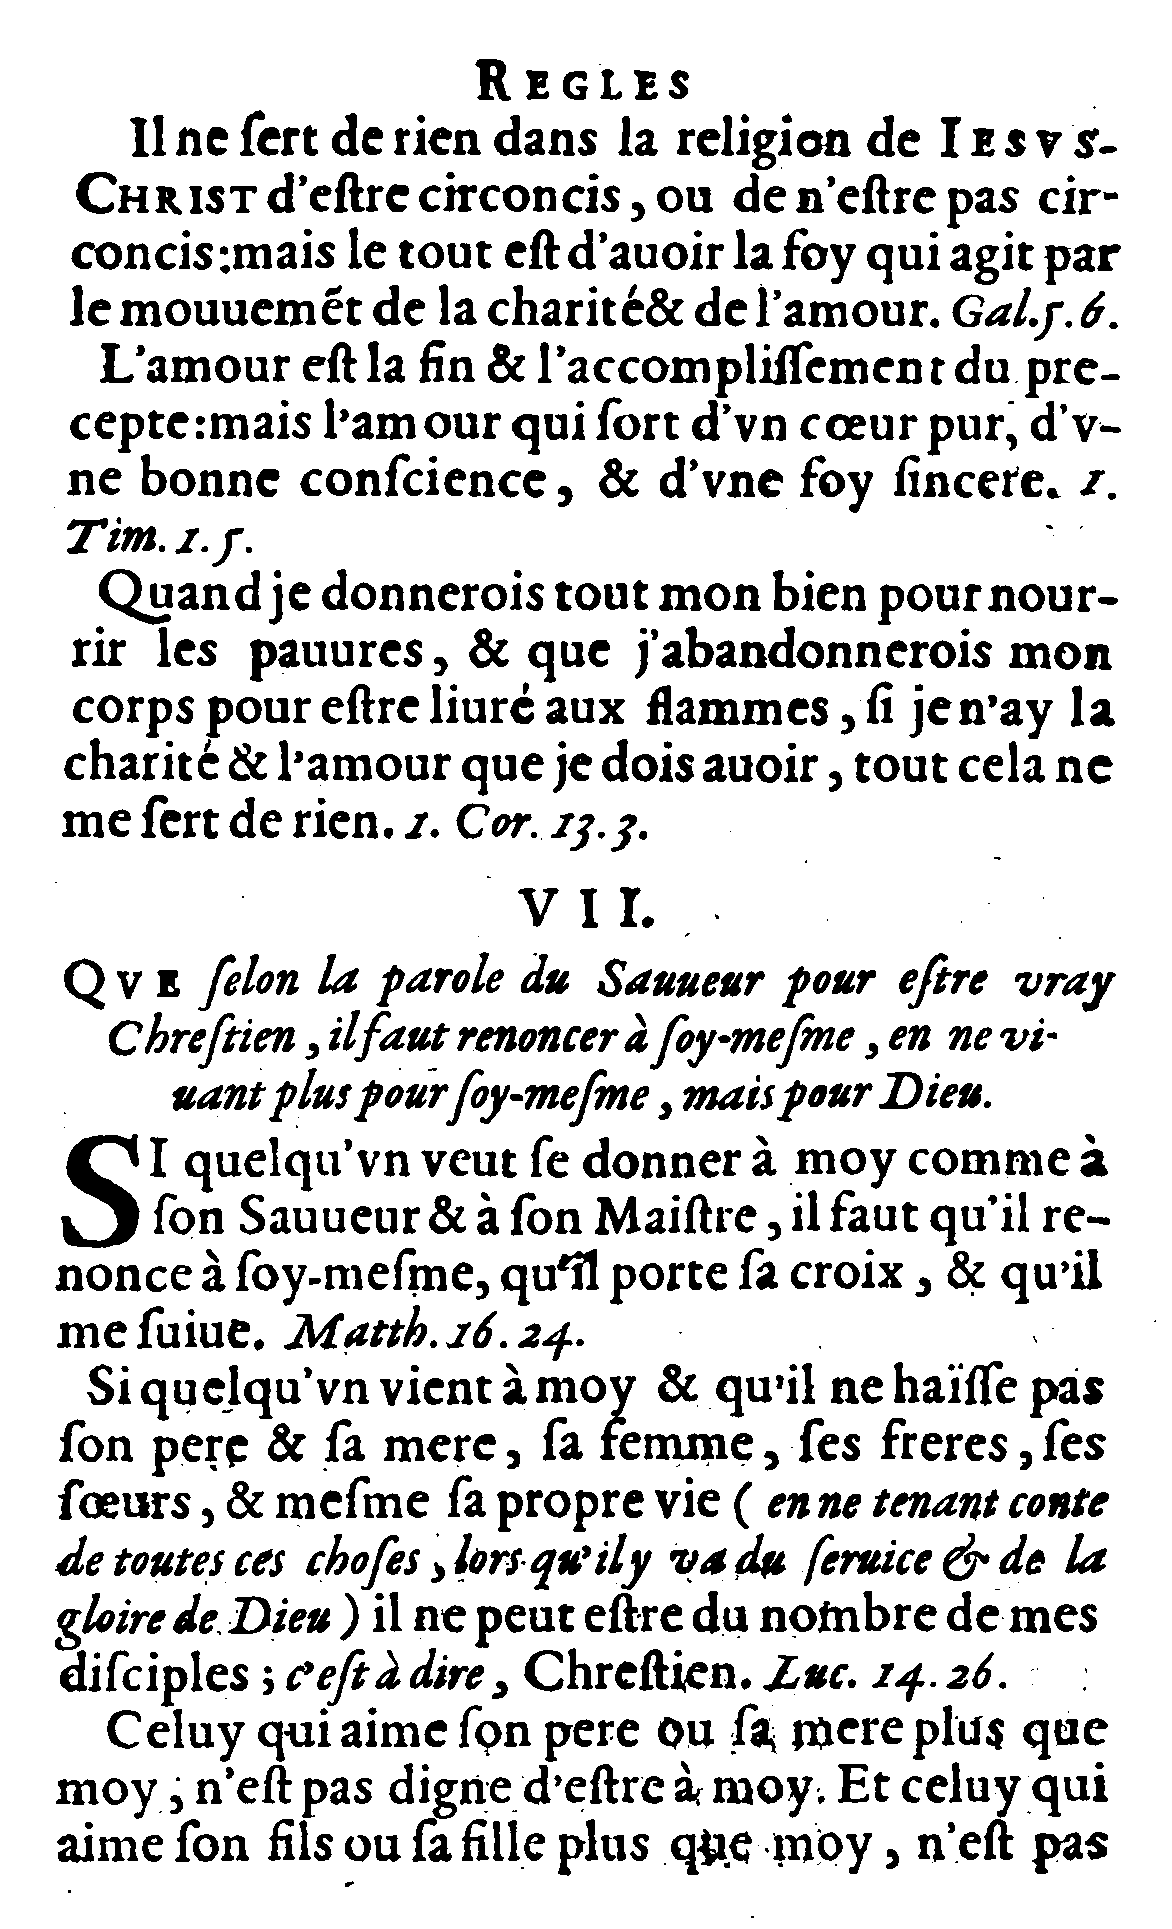 REGLES
Il ne ſert de rien dans la religion de IESVS-
CHRIST d'eſtre circoncis, ou de n'eſtre pas cir-
concis: mais le tout eſt d'auoir la foy qui agit par
le mouuemẽt de la charité & de l'amour. Gal. 5. 6.
L'amour eſt la fin & l'accompliſſement du pre-
cepte: mais l'amour qui ſort d'vn cœur pur, d'v-
ne bonne conſcience, & d'vne foy ſincere. 1.
Tim. 1. 5.
Quand je donnerois tout mon bien pour nour-
rir les pauures, & que j'abandonnerois mon
corps pour eſtre liuré aux flammes, ſi je n'ay la
charité & l'amour que je dois auoir, tout cela ne
me ſert de rien. 1. Cor. 13. 3.
VII.
QVE ſelon la parole du Sauueur pour eſtre vray
Chreſtien, il faut renoncer à ſoy-meſme, en ne vi-
uant plus pour ſoy-meſme, mais pour Dieu.
SI quelqu'vn veut ſe donner à moy comme à
ſon Sauueur & à ſon Maiſtre, il faut qu'il re-
nonce à ſoy-meſme, qu'il porte ſa croix, & qu'il
me ſuiue. Matth. 16. 24.
Si quelqu'vn vient à moy & qu'il ne haïſſe pas
ſon pere & ſa mere, ſa femme, ſes freres, ſes
ſœurs, & meſme ſa propre vie (en ne tenant conte
de toutes ces choſes, lors qu'il y va du ſeruice & de la
gloire de Dieu) il ne peut eſtre du nombre de mes
diſciples; c'eſt à dire, Chreſtien. Luc. 14. 26.
Celuy qui aime ſon pere ou ſa mere plus que
moy, n'eſt pas digne d'eſtre à moy. Et celuy qui
aime ſon fils ou ſa fille plus que moy, n'eſt pas